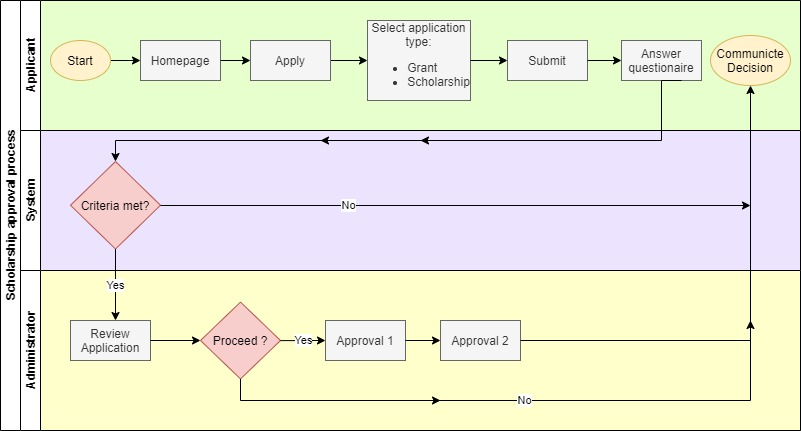 Scholarship approval process
Applicant
Start
Homepage
Apply
Select application
type:
• Grant
• Scholarship
Submit
Answer
questionaire
Communicte
Decision
System
Criteria met?
No
Yes
Administrator
Review
Application
Proceed ?
Yes
Approval 1
Approval 2
No